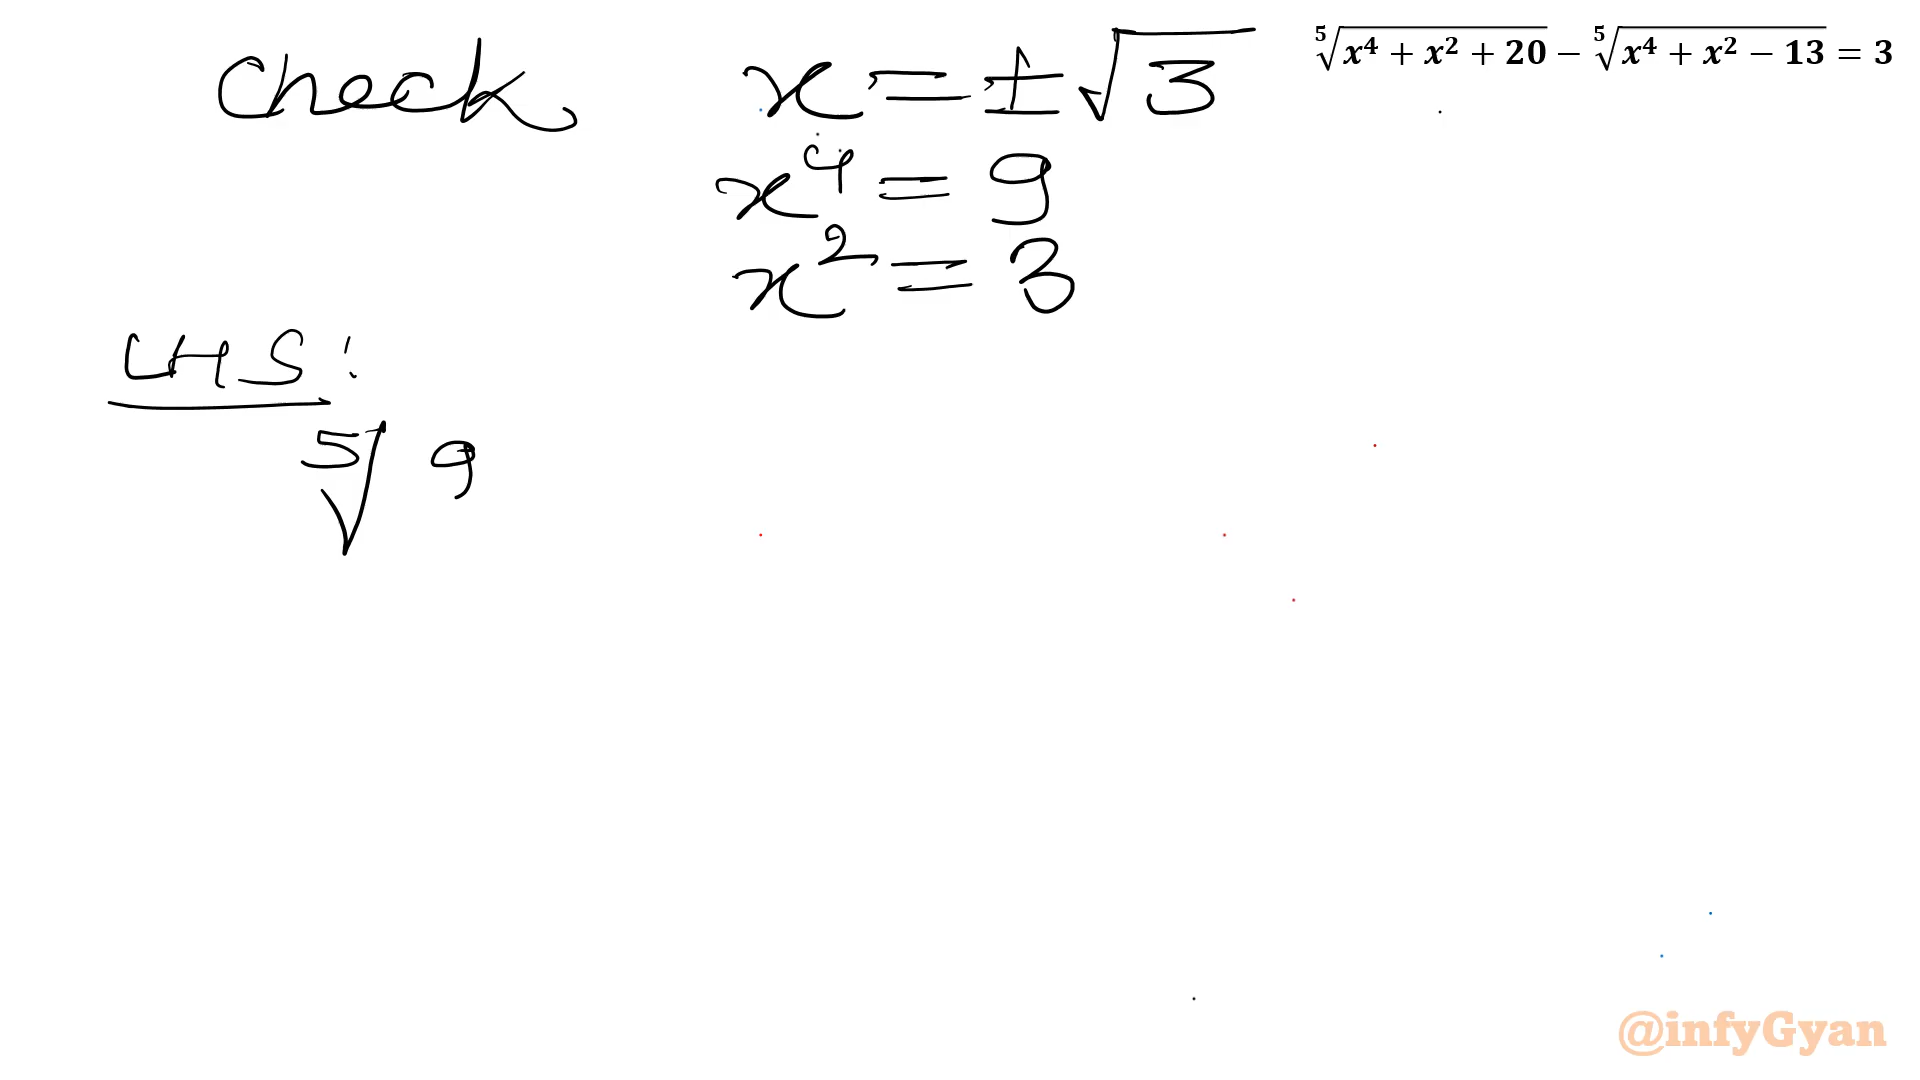 check
x = ±√3
⁵√(x⁴ + x² + 20) − ⁵√(x⁴ + x² − 13) = 3
x⁴ = 9
x² = 3
LHS :
⁵√ 9
@infyGyan